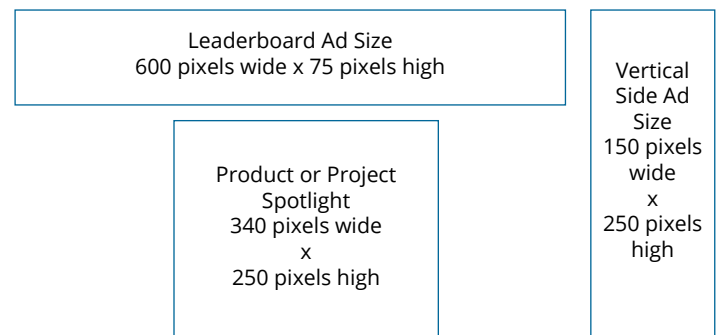 Leaderboard Ad Size
600 pixels wide x 75 pixels high
Product or Project
Spotlight
340 pixels wide
x
250 pixels high
Vertical
Side Ad
Size
150 pixels
wide
x
250 pixels
high